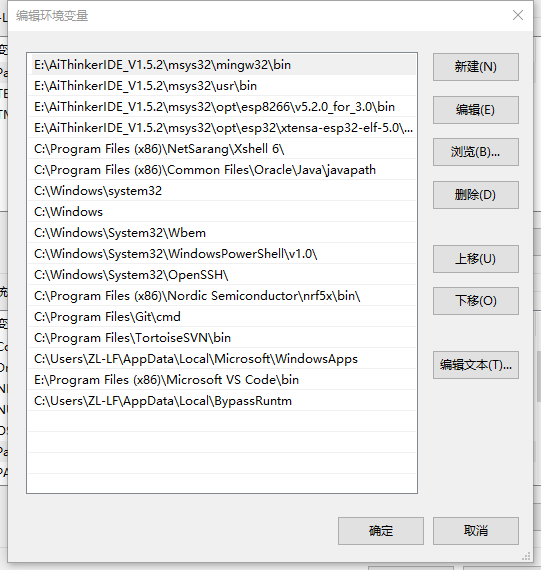 编辑环境变量
E:\AiThinkerIDE_V1.5.2\msys32\mingw32\bin
E:\AiThinkerIDE_V1.5.2\msys32\usr\bin
E:\AiThinkerIDE_V1.5.2\msys32\opt\esp8266\v5.2.0_for_3.0\bin
E:\AiThinkerIDE_V1.5.2\msys32\opt\esp32\xtensa-esp32-elf-5.0\...
C:\Program Files (x86)\NetSarang\Xshell 6\
C:\Program Files (x86)\Common Files\Oracle\Java\javapath
C:\Windows\system32
C:\Windows
C:\Windows\System32\Wbem
C:\Windows\System32\WindowsPowerShell\v1.0\
C:\Windows\System32\OpenSSH\
C:\Program Files (x86)\Nordic Semiconductor\nrf5x\bin\
C:\Program Files\Git\cmd
C:\Program Files\TortoiseSVN\bin
C:\Users\ZL-LF\AppData\Local\Microsoft\WindowsApps
E:\Program Files (x86)\Microsoft VS Code\bin
C:\Users\ZL-LF\AppData\Local\BypassRuntm
新建(N)
编辑(E)
浏览(B)...
删除(D)
上移(U)
下移(O)
编辑文本(T)...
确定
取消